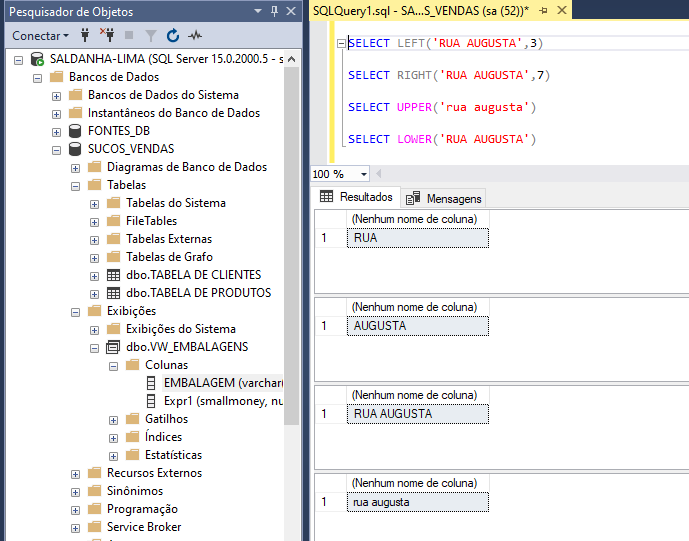 Pesquisador de Objetos
Conectar
SALDANHA-LIMA (SQL Server 15.0.2000.5 - s
Bancos de Dados
Bancos de Dados do Sistema
Instantâneos do Banco de Dados
FONTES_DB
SUCOS_VENDAS
Diagramas de Banco de Dados
Tabelas
Tabelas do Sistema
FileTables
Tabelas Externas
Tabelas de Grafo
dbo.TABELA DE CLIENTES
dbo.TABELA DE PRODUTOS
Exibições
Exibições do Sistema
dbo.VW_EMBALAGENS
Colunas
EMBALAGEM (varchar(
Expr1 (smallmoney, nu
Gatilhos
Índices
Estatísticas
Recursos Externos
Sinônimos
Programação
Service Broker
SQLQuery1.sql - SA...S_VENDAS (sa (52))*
SELECT LEFT('RUA AUGUSTA',3)
SELECT RIGHT('RUA AUGUSTA',7)
SELECT UPPER('rua augusta')
SELECT LOWER('RUA AUGUSTA')
100 %
Resultados Mensagens
(Nenhum nome de coluna)
1 RUA
(Nenhum nome de coluna)
1 AUGUSTA
(Nenhum nome de coluna)
1 RUA AUGUSTA
(Nenhum nome de coluna)
1 rua augusta